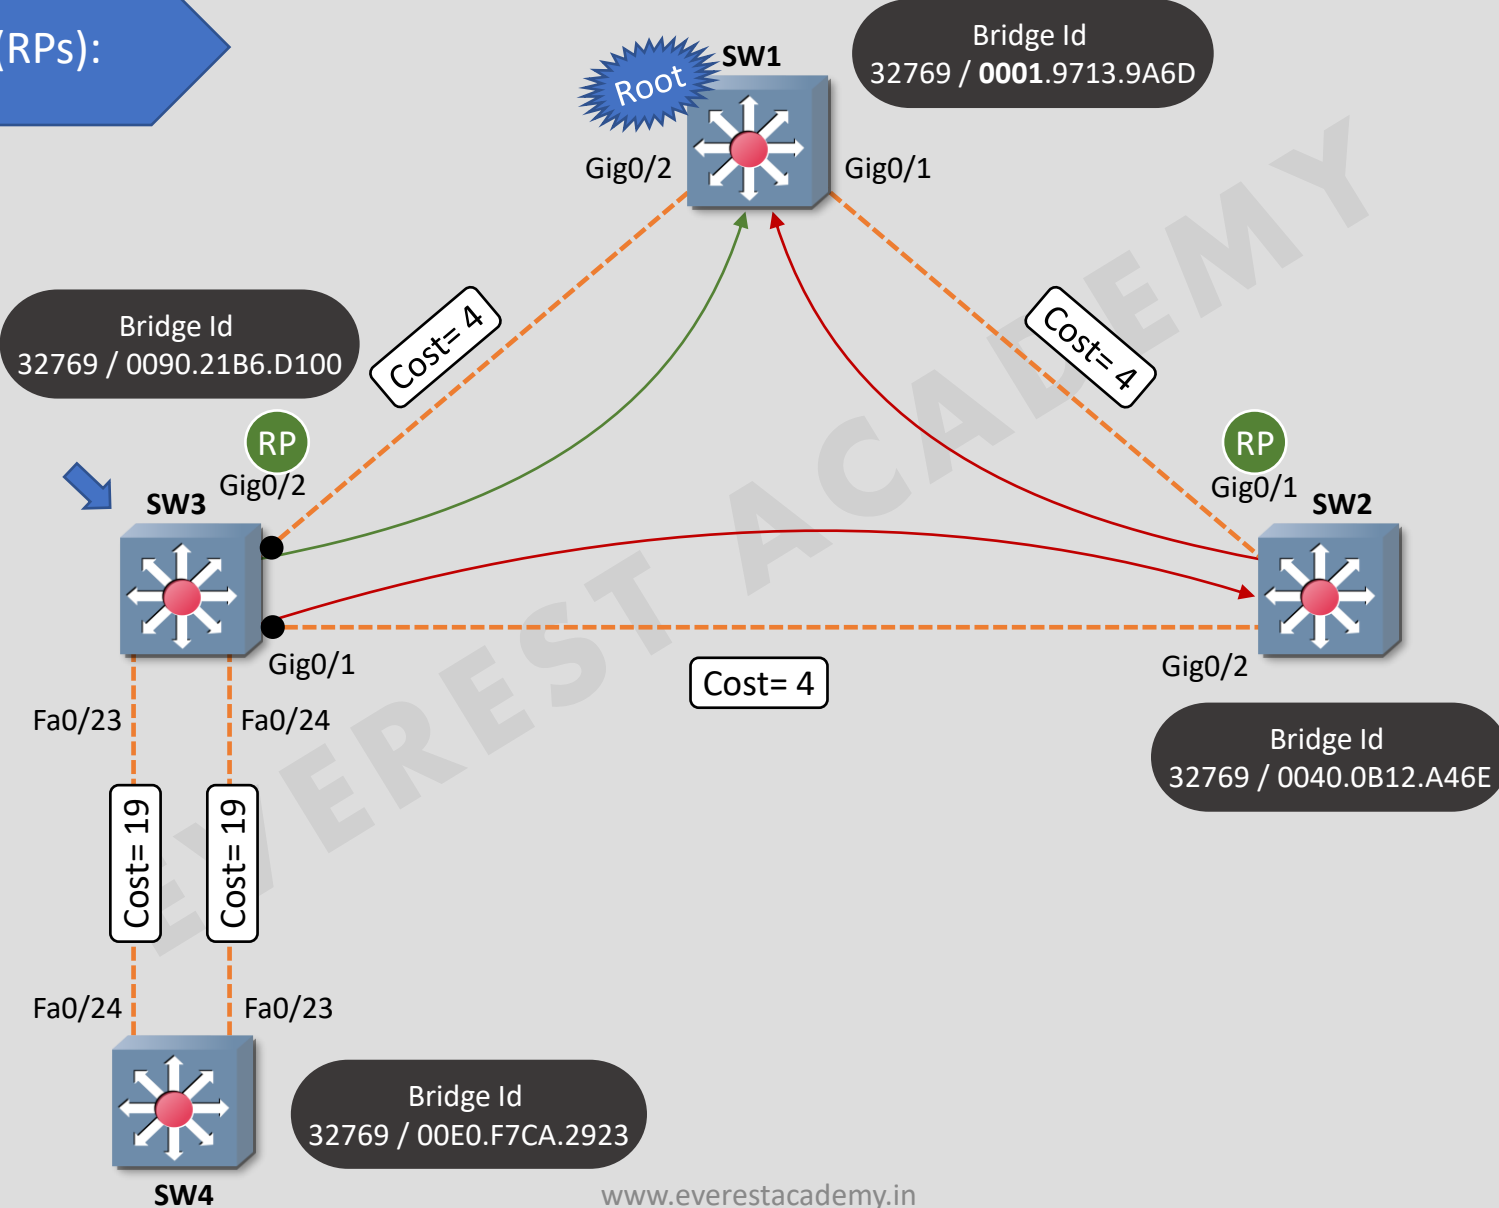 (RPs):
SW1
Root
Bridge Id
32769 / 0001.9713.9A6D
Gig0/2
Gig0/1
Bridge Id
32769 / 0090.21B6.D100
Cost= 4
Cost= 4
RP
Gig0/2
SW3
RP
Gig0/1
SW2
EVEREST ACADEMY
Gig0/1
Cost= 4
Gig0/2
Fa0/23
Fa0/24
Bridge Id
32769 / 0040.0B12.A46E
Cost= 19
Cost= 19
Fa0/24
Fa0/23
Bridge Id
32769 / 00E0.F7CA.2923
SW4
www.everestacademy.in